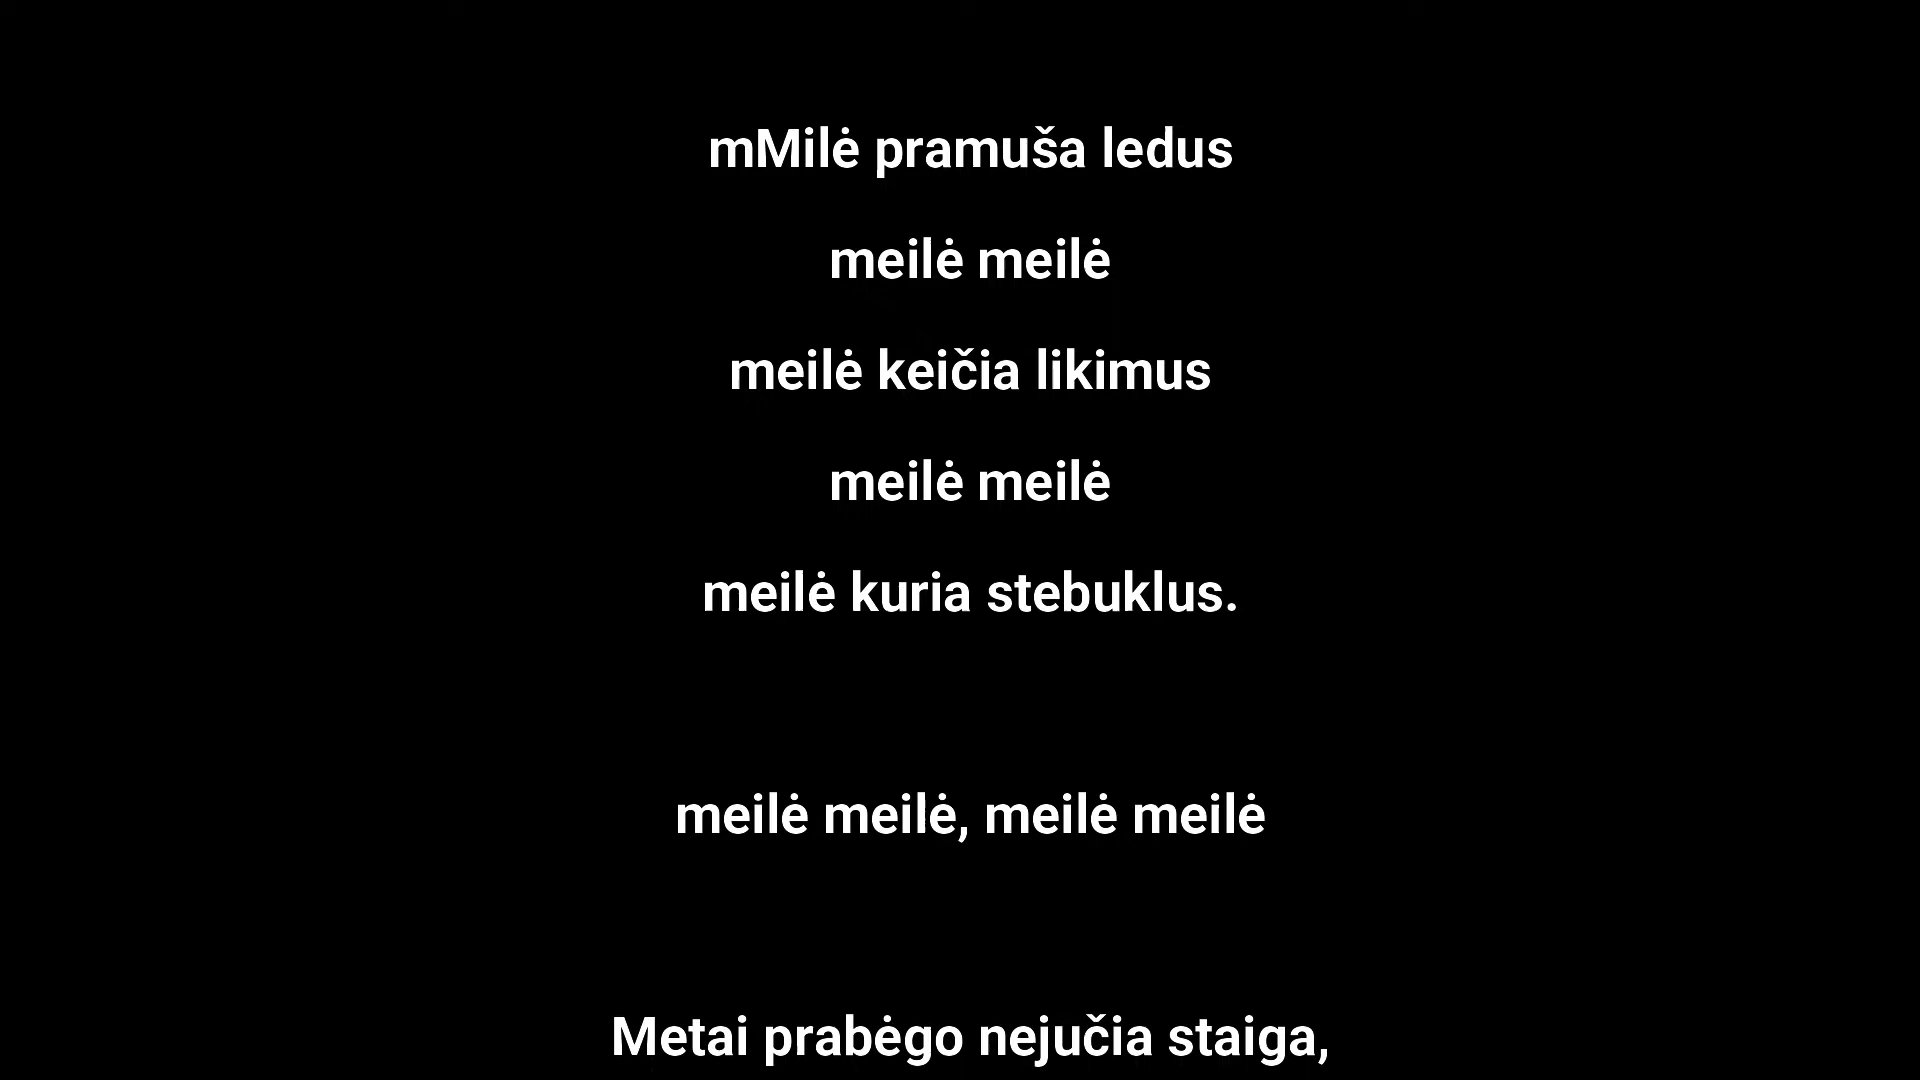 mMilė pramuša ledus
meilė meilė
meilė keičia likimus
meilė meilė
meilė kuria stebuklus.
meilė meilė, meilė meilė
Metai prabėgo nejučia staiga,